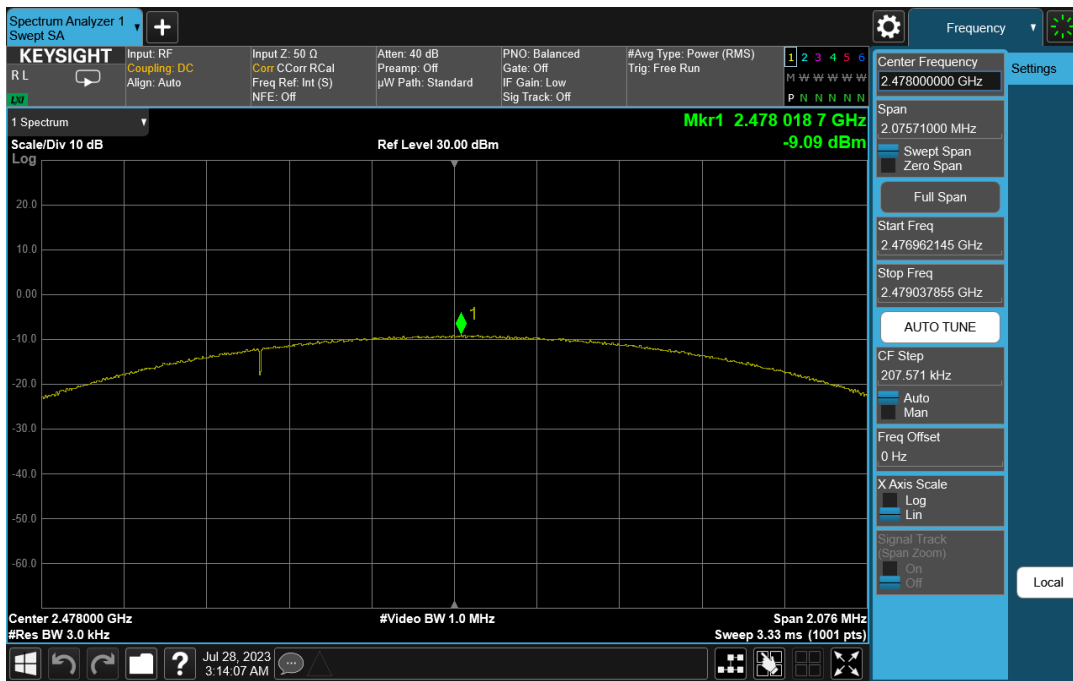 Spectrum Analyzer 1
Swept SA
Frequency
KEYSIGHT
R L
LXI
Input: RF
Coupling: DC
Align: Auto
Input Z: 50 Ω
Corr CCorr RCal
Freq Ref: Int (S)
NFE: Off
Atten: 40 dB
Preamp: Off
µW Path: Standard
PNO: Balanced
Gate: Off
IF Gain: Low
Sig Track: Off
#Avg Type: Power (RMS)
Trig: Free Run
1 2 3 4 5 6
M W W W W W
P N N N N N
1 Spectrum
Mkr1 2.478 018 7 GHz
Scale/Div 10 dB
Ref Level 30.00 dBm
-9.09 dBm
Log
20.0
10.0
0.00
-10.0
-20.0
-30.0
-40.0
-50.0
-60.0
1
Center 2.478000 GHz
#Video BW 1.0 MHz
Span 2.076 MHz
#Res BW 3.0 kHz
Sweep 3.33 ms (1001 pts)
Center Frequency
2.478000000 GHz
Settings
Span
2.07571000 MHz
Swept Span
Zero Span
Full Span
Start Freq
2.476962145 GHz
Stop Freq
2.479037855 GHz
AUTO TUNE
CF Step
207.571 kHz
Auto
Man
Freq Offset
0 Hz
X Axis Scale
Log
Lin
Signal Track
(Span Zoom)
On
Off
Local
?
Jul 28, 2023
3:14:07 AM